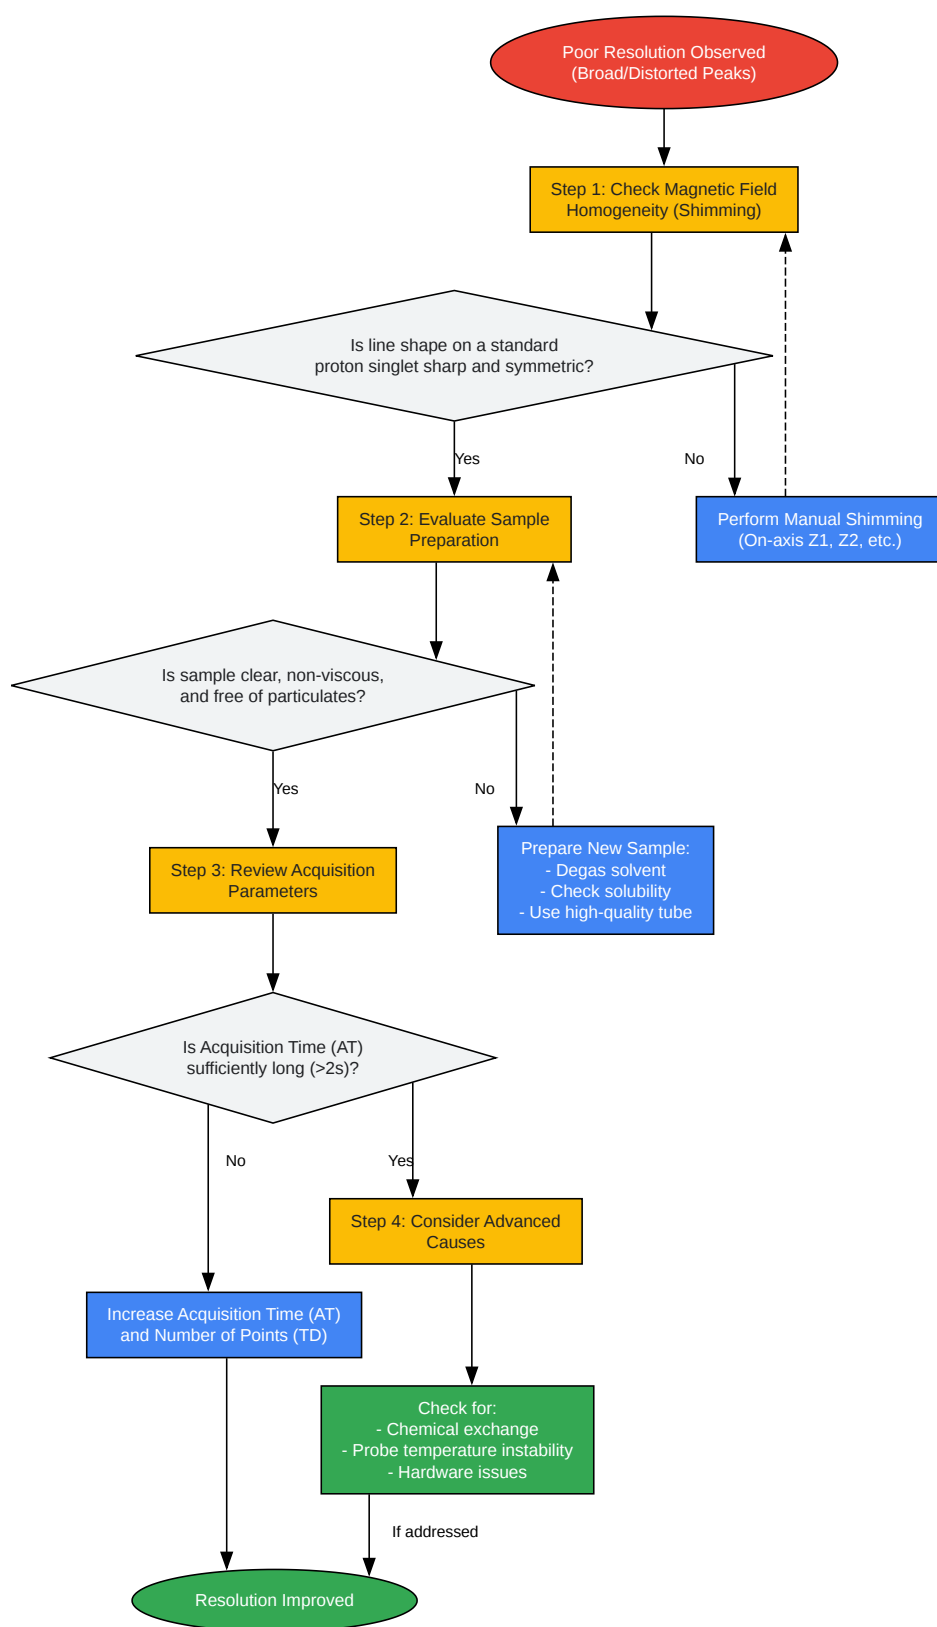 Poor Resolution Observed
(Broad/Distorted Peaks)
Step 1: Check Magnetic Field
Homogeneity (Shimming)
Is line shape on a standard
proton singlet sharp and symmetric?
Yes
No
Step 2: Evaluate Sample
Preparation
Perform Manual Shimming
(On-axis Z1, Z2, etc.)
Is sample clear, non-viscous,
and free of particulates?
Yes
No
Prepare New Sample:
- Degas solvent
- Check solubility
- Use high-quality tube
Step 3: Review Acquisition
Parameters
Is Acquisition Time (AT)
sufficiently long (>2s)?
No
Yes
Step 4: Consider Advanced
Causes
Increase Acquisition Time (AT)
and Number of Points (TD)
Check for:
- Chemical exchange
- Probe temperature instability
- Hardware issues
If addressed
Resolution Improved